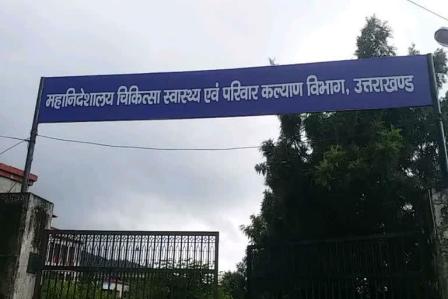 महानिदेशालय चिकित्सा स्वास्थ्य एवं परिवार कल्याण विभाग, उत्तराखण्ड